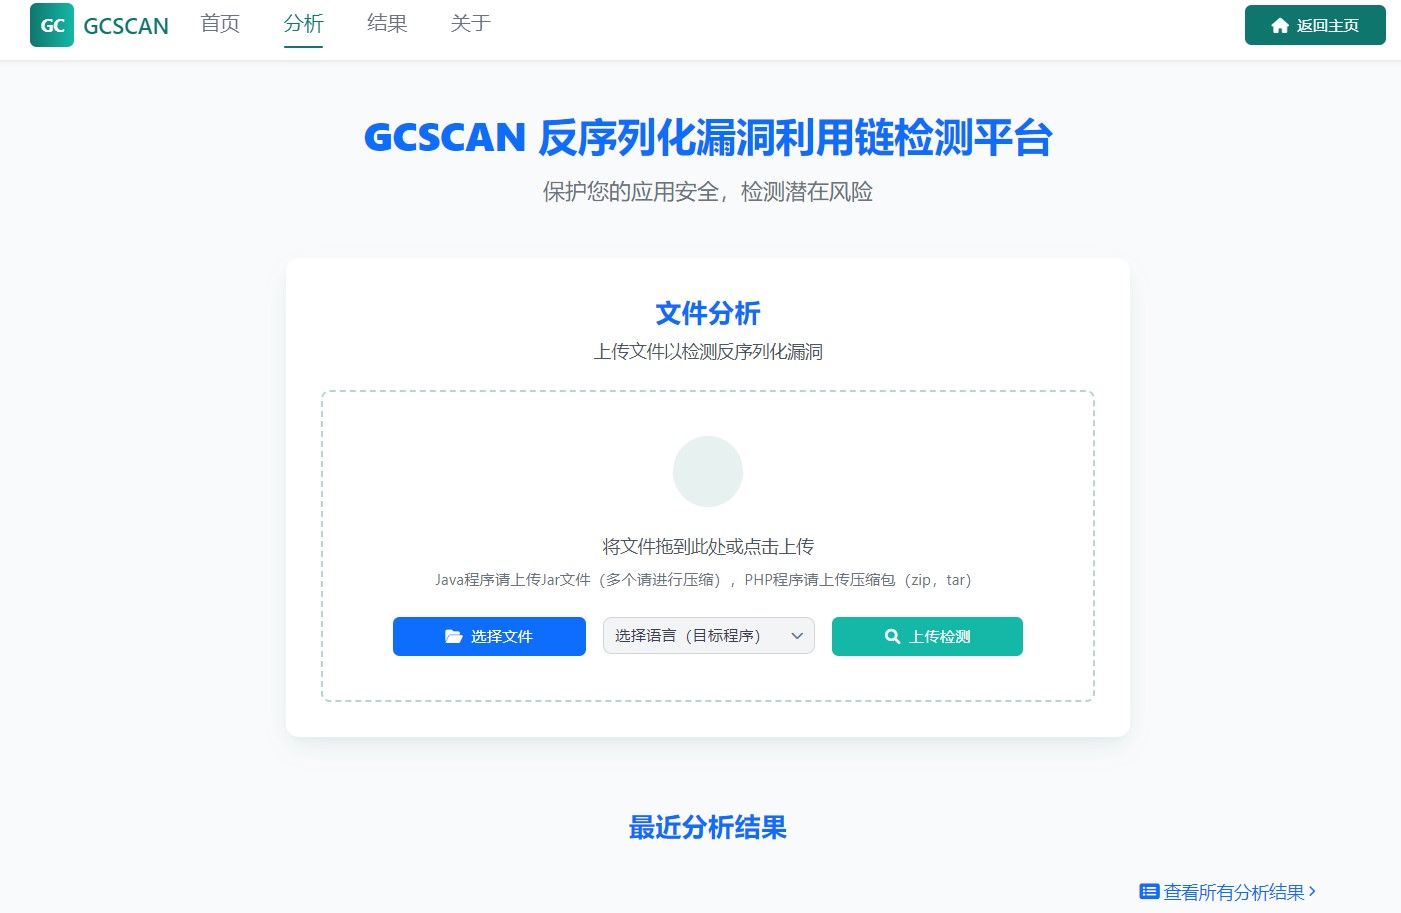 GC GCSCAN 首页 分析 结果 关于 返回主页
GCSCAN 反序列化漏洞利用链检测平台
保护您的应用安全，检测潜在风险
文件分析
上传文件以检测反序列化漏洞
将文件拖到此处或点击上传
Java程序请上传Jar文件（多个请进行压缩），PHP程序请上传压缩包（zip，tar）
选择文件 选择语言（目标程序） 上传检测
最近分析结果
查看所有分析结果